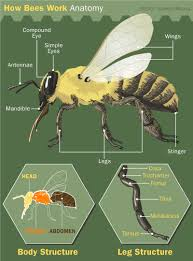 How Bees Work Anatomy
Compound
Eye
Simple
Eyes
Wings
Antennae
Mandible
Legs
Stinger
HEAD
ABDOMEN
Body Structure
Coxa
Trochanter
Femur
Tibia
Metatarsus
Tarsus
Leg Structure